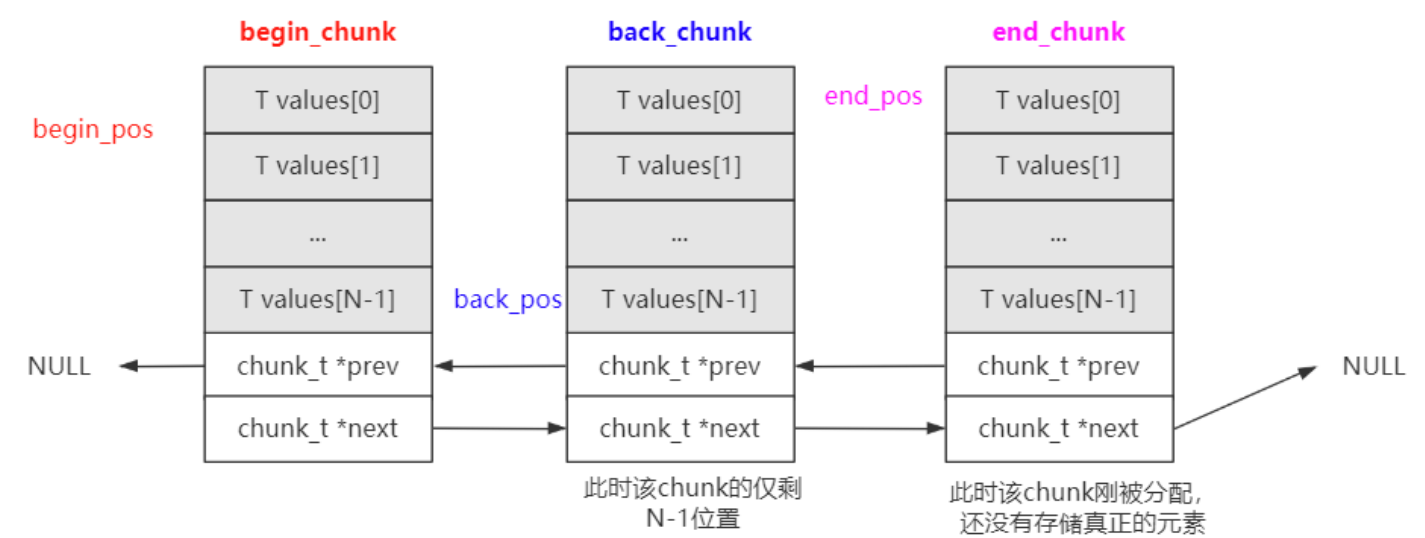 begin_chunk back_chunk end_chunk
T values[0] T values[0] end_pos T values[0]
begin_pos
T values[1] T values[1] T values[1]
... ... ...
T values[N-1] back_pos T values[N-1] T values[N-1]
NULL chunk_t *prev chunk_t *prev chunk_t *prev NULL
chunk_t *next chunk_t *next chunk_t *next
此时该chunk的仅剩
N-1位置
此时该chunk刚被分配，
还没有存储真正的元素